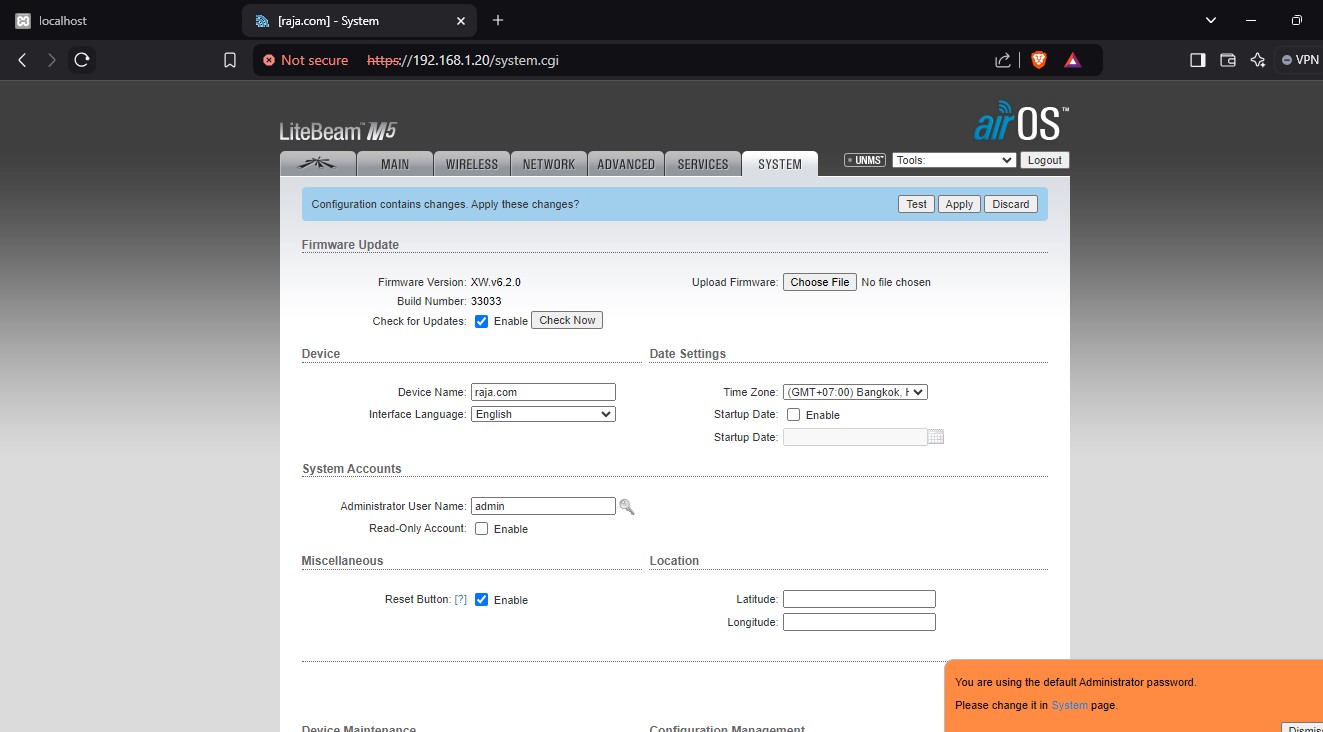 localhost
[raja.com] - System
Not secure https://192.168.1.20/system.cgi
VPN
LiteBeam™ M5
airOS™
MAIN WIRELESS NETWORK ADVANCED SERVICES SYSTEM UNMS™ Tools: Logout
Configuration contains changes. Apply these changes? Test Apply Discard
Firmware Update
Firmware Version: XW.v6.2.0 Upload Firmware: Choose File No file chosen
Build Number: 33033
Check for Updates: Enable Check Now
Device Date Settings
Device Name: raja.com Time Zone: (GMT+07:00) Bangkok, H
Interface Language: English Startup Date: Enable
Startup Date:
System Accounts
Administrator User Name: admin
Read-Only Account: Enable
Miscellaneous Location
Reset Button: [?] Enable Latitude:
Longitude:
You are using the default Administrator password.
Please change it in System page.
Device Maintenance Configuration Management